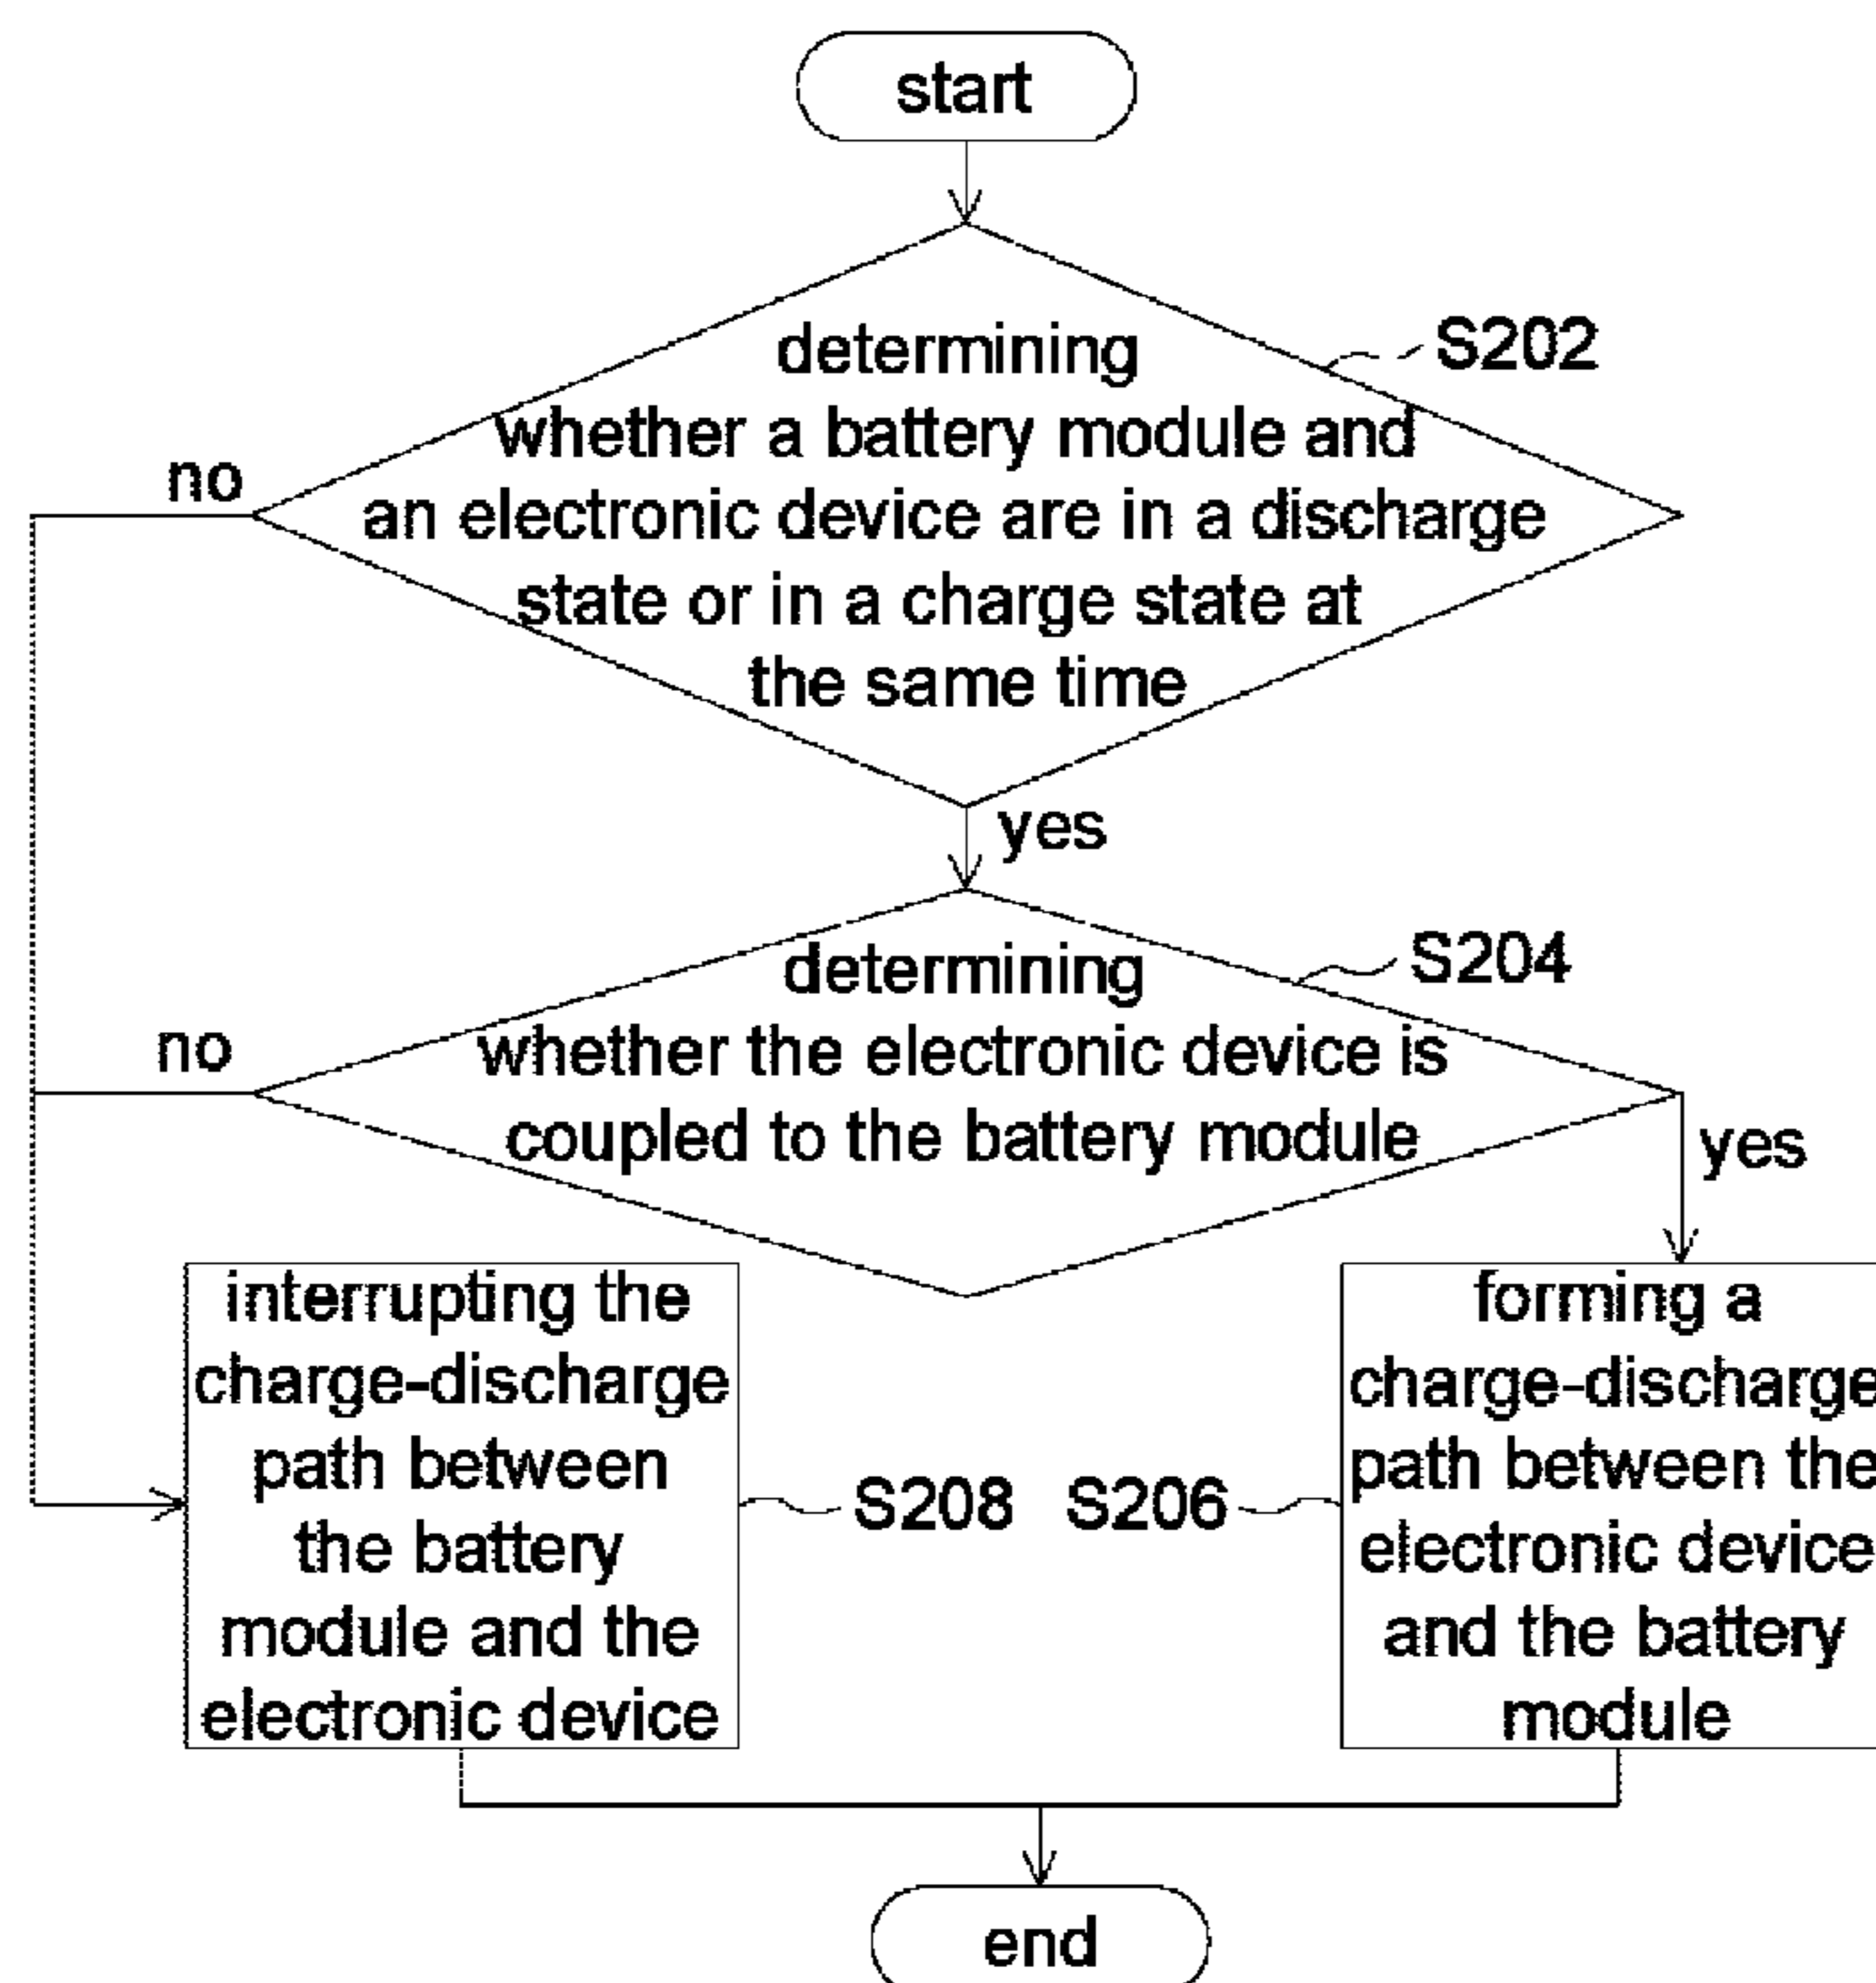 start
determining
whether a battery module and
an electronic device are in a discharge
state or in a charge state at
the same time
S202
no
yes
determining
whether the electronic device is
coupled to the battery module
S204
no
yes
interrupting the
charge-discharge
path between
the battery
module and the
electronic device
S208
S206
forming a
charge-discharge
path between the
electronic device
and the battery
module
end